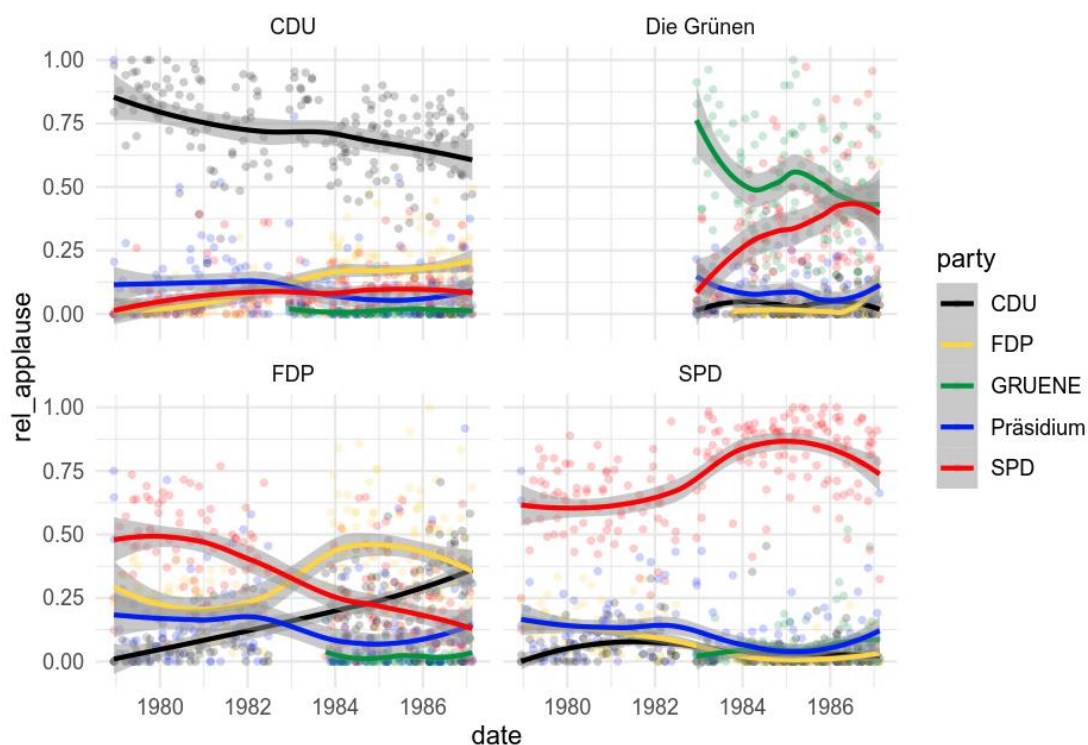 CDU
Die Grünen
1.00
0.75
0.50
0.25
0.00
FDP
SPD
1.00
0.75
0.50
0.25
0.00
1980 1982 1984 1986 1980 1982 1984 1986
date
rel_applause
party
CDU
FDP
GRUENE
Präsidium
SPD